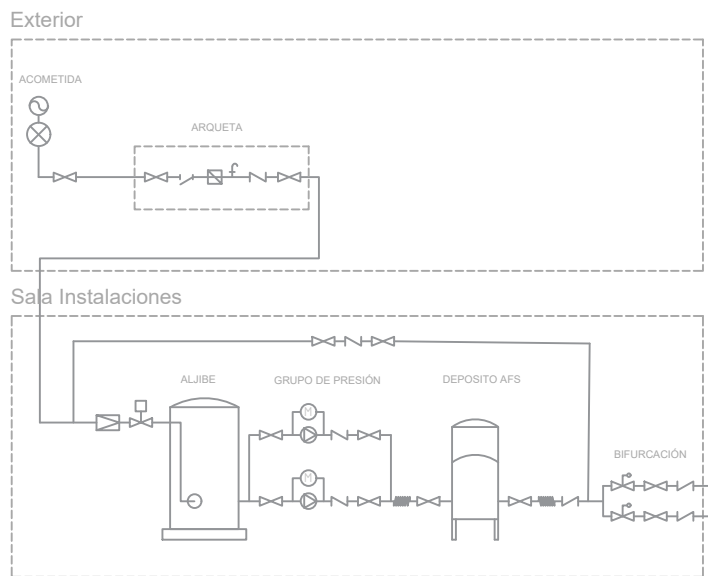 Exterior
ACOMETIDA
ARQUETA
Sala Instalaciones
ALJIBE
GRUPO DE PRESIÓN
DEPOSITO AFS
M
BIFURCACIÓN
M